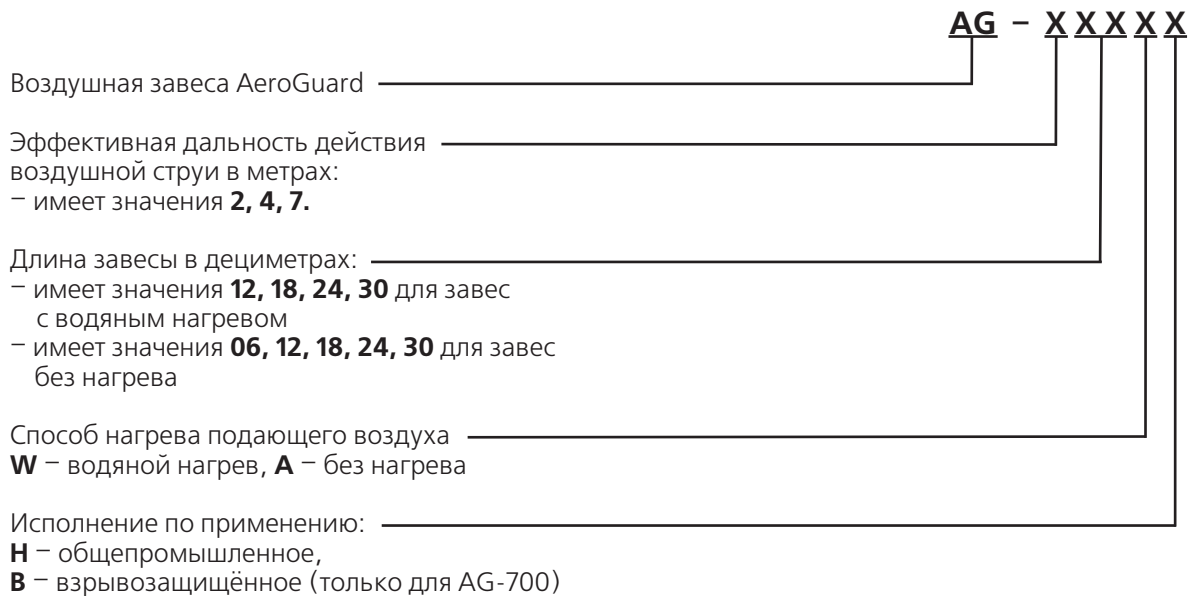 AG – X X X X X
Воздушная завеса AeroGuard
Эффективная дальность действия
воздушной струи в метрах:
– имеет значения 2, 4, 7.
Длина завесы в дециметрах:
– имеет значения 12, 18, 24, 30 для завес
с водяным нагревом
– имеет значения 06, 12, 18, 24, 30 для завес
без нагрева
Способ нагрева подающего воздуха
W – водяной нагрев, A – без нагрева
Исполнение по применению:
Н – общепромышленное,
В – взрывозащищённое (только для AG-700)